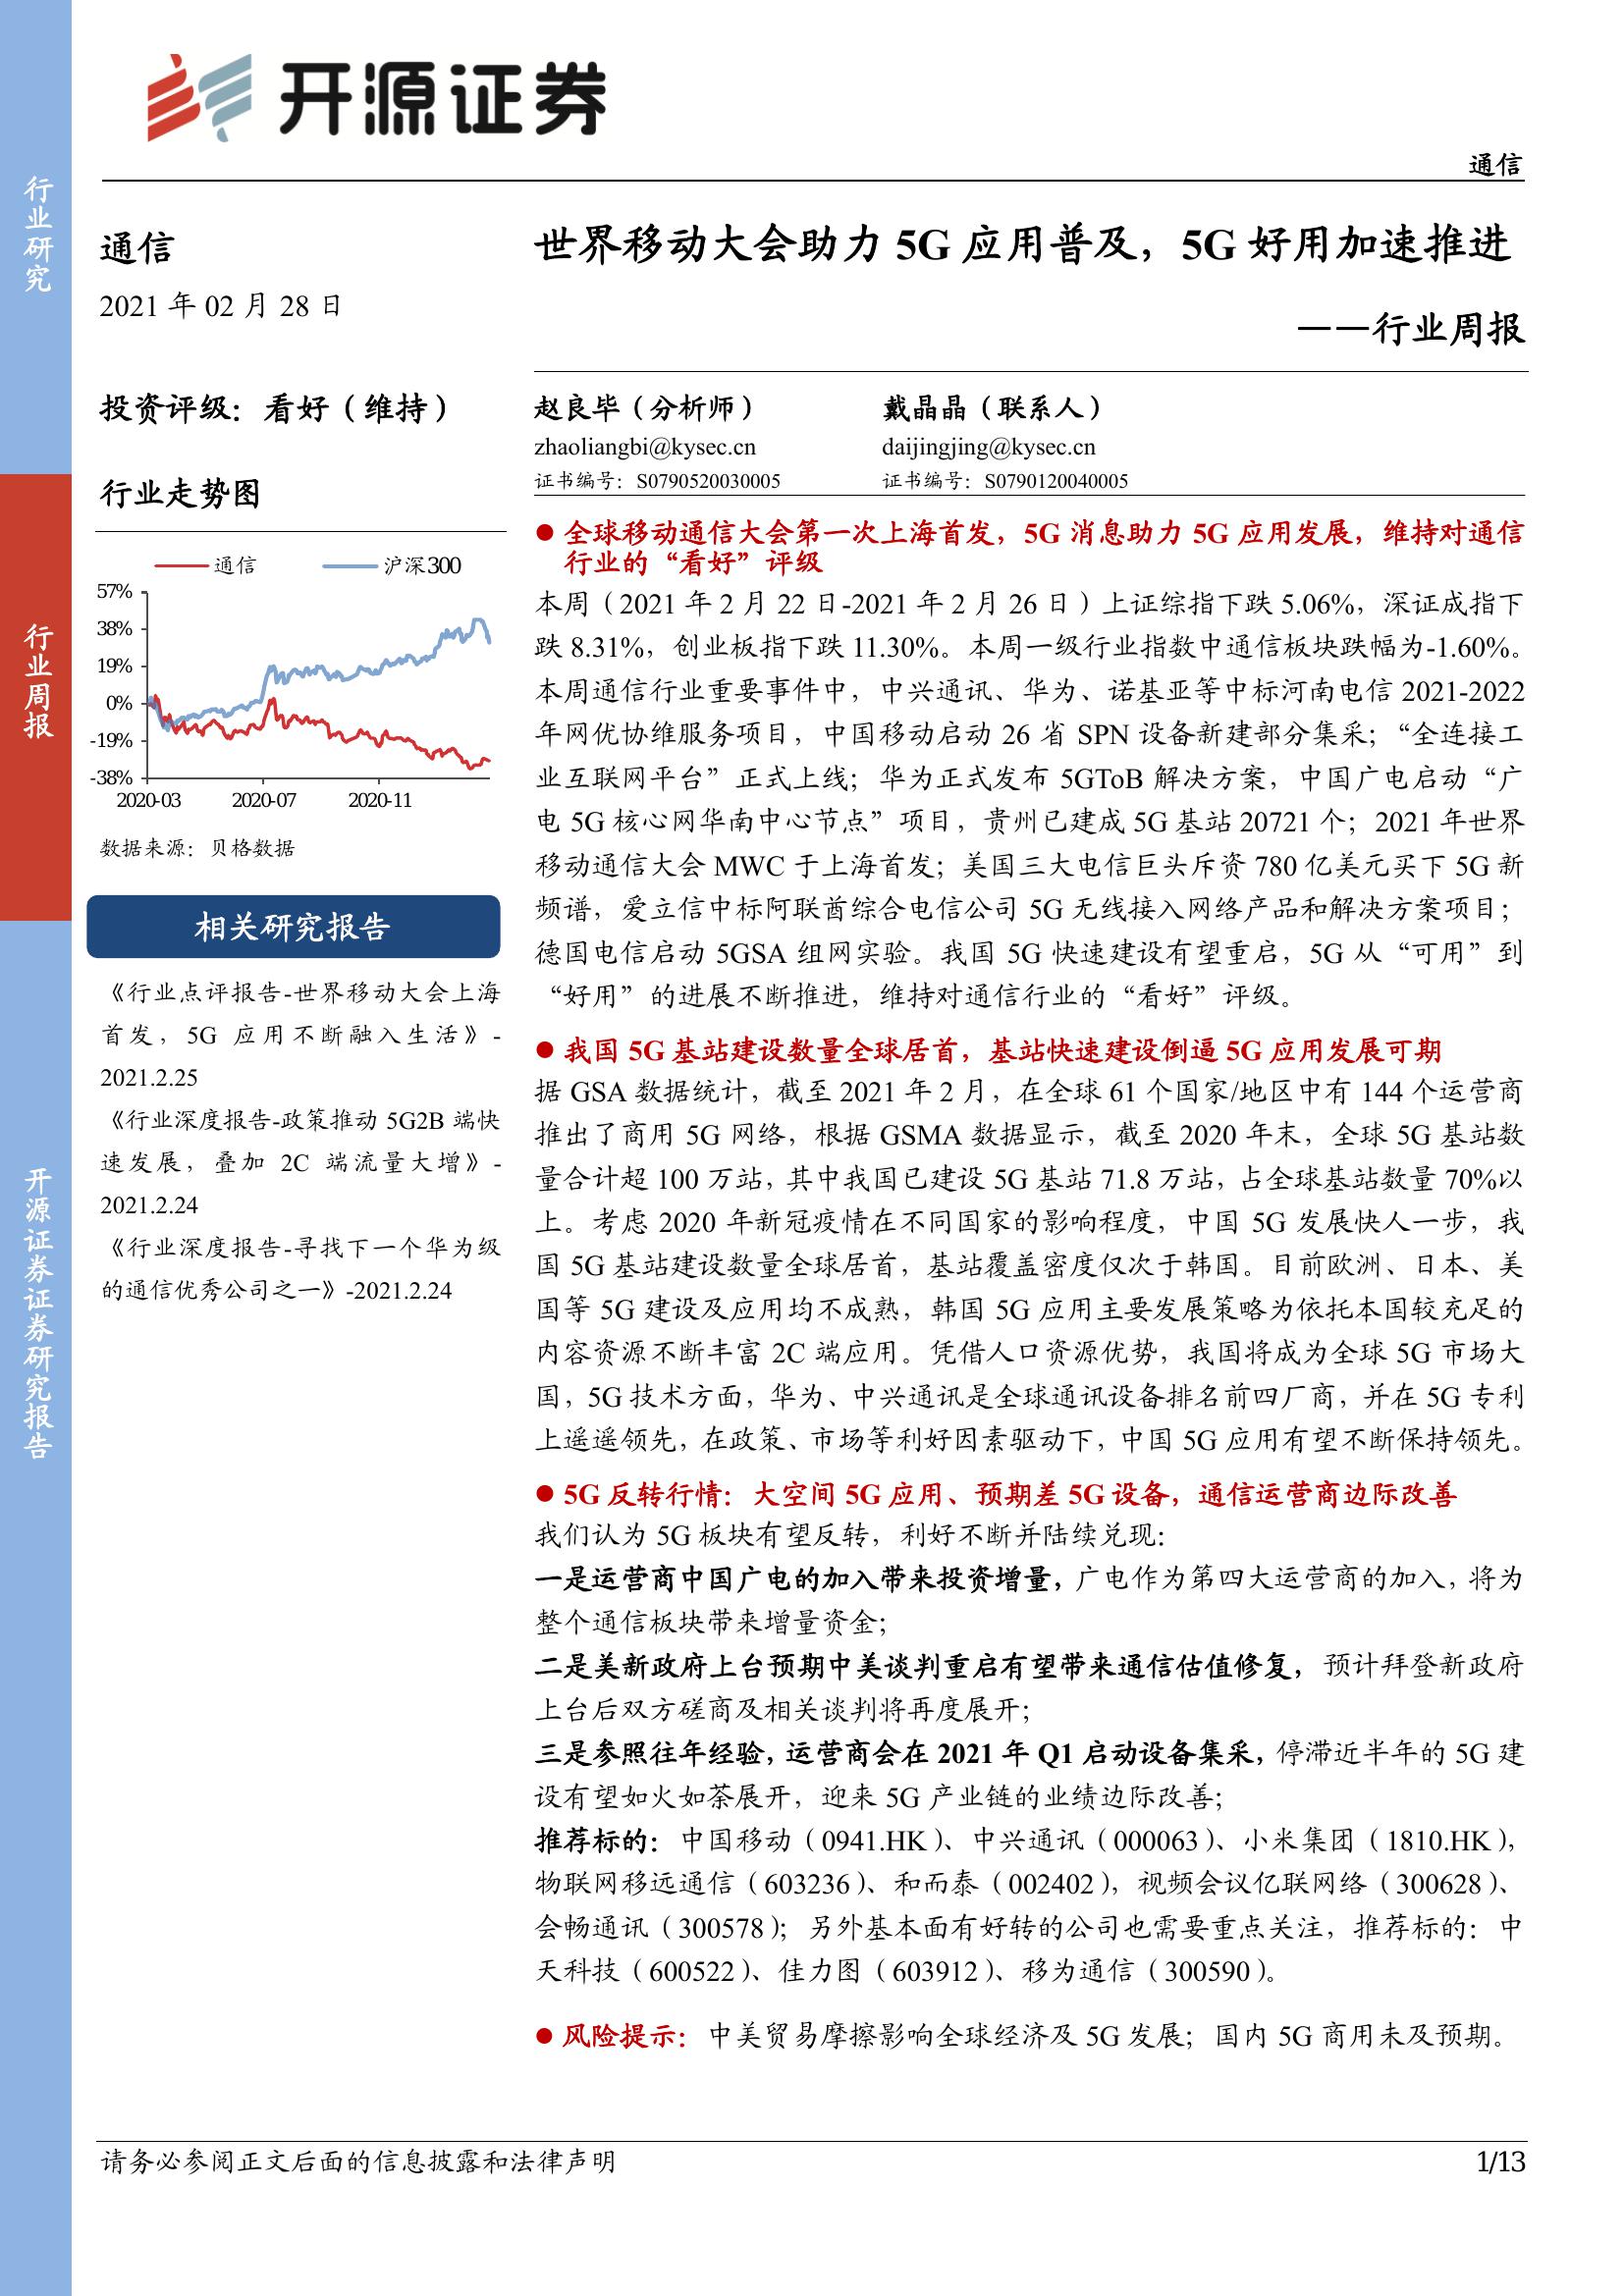 开源证券
通信
行业研究
行业周报
开源证券证券研究报告
通信
2021 年 02 月 28 日
投资评级：看好（维持）
行业走势图
通信 沪深300
57%
38%
19%
0%
-19%
-38%
2020-03 2020-07 2020-11
数据来源：贝格数据
相关研究报告
《行业点评报告-世界移动大会上海
首发，5G 应用不断融入生活》-
2021.2.25
《行业深度报告-政策推动 5G2B 端快
速发展，叠加 2C 端流量大增》-
2021.2.24
《行业深度报告-寻找下一个华为级
的通信优秀公司之一》-2021.2.24
世界移动大会助力 5G 应用普及，5G 好用加速推进
——行业周报
赵良毕（分析师） 戴晶晶（联系人）
zhaoliangbi@kysec.cn daijingjing@kysec.cn
证书编号：S0790520030005 证书编号：S0790120040005
● 全球移动通信大会第一次上海首发，5G 消息助力 5G 应用发展，维持对通信
行业的“看好”评级
本周（2021 年 2 月 22 日-2021 年 2 月 26 日）上证综指下跌 5.06%，深证成指下
跌 8.31%，创业板指下跌 11.30%。本周一级行业指数中通信板块跌幅为-1.60%。
本周通信行业重要事件中，中兴通讯、华为、诺基亚等中标河南电信 2021-2022
年网优协维服务项目，中国移动启动 26 省 SPN 设备新建部分集采；“全连接工
业互联网平台”正式上线；华为正式发布 5GToB 解决方案，中国广电启动“广
电 5G 核心网华南中心节点”项目，贵州已建成 5G 基站 20721 个；2021 年世界
移动通信大会 MWC 于上海首发；美国三大电信巨头斥资 780 亿美元买下 5G 新
频谱，爱立信中标阿联酋综合电信公司 5G 无线接入网络产品和解决方案项目；
德国电信启动 5GSA 组网实验。我国 5G 快速建设有望重启，5G 从“可用”到
“好用”的进展不断推进，维持对通信行业的“看好”评级。
● 我国 5G 基站建设数量全球居首，基站快速建设倒逼 5G 应用发展可期
据 GSA 数据统计，截至 2021 年 2 月，在全球 61 个国家/地区中有 144 个运营商
推出了商用 5G 网络，根据 GSMA 数据显示，截至 2020 年末，全球 5G 基站数
量合计超 100 万站，其中我国已建设 5G 基站 71.8 万站，占全球基站数量 70%以
上。考虑 2020 年新冠疫情在不同国家的影响程度，中国 5G 发展快人一步，我
国 5G 基站建设数量全球居首，基站覆盖密度仅次于韩国。目前欧洲、日本、美
国等 5G 建设及应用均不成熟，韩国 5G 应用主要发展策略为依托本国较充足的
内容资源不断丰富 2C 端应用。凭借人口资源优势，我国将成为全球 5G 市场大
国，5G 技术方面，华为、中兴通讯是全球通讯设备排名前四厂商，并在 5G 专利
上遥遥领先，在政策、市场等利好因素驱动下，中国 5G 应用有望不断保持领先。
● 5G 反转行情：大空间 5G 应用、预期差 5G 设备，通信运营商边际改善
我们认为 5G 板块有望反转，利好不断并陆续兑现：
一是运营商中国广电的加入带来投资增量，广电作为第四大运营商的加入，将为
整个通信板块带来增量资金；
二是美新政府上台预期中美谈判重启有望带来通信估值修复，预计拜登新政府
上台后双方磋商及相关谈判将再度展开；
三是参照往年经验，运营商会在 2021 年 Q1 启动设备集采，停滞近半年的 5G 建
设有望如火如荼展开，迎来 5G 产业链的业绩边际改善；
推荐标的：中国移动（0941.HK）、中兴通讯（000063）、小米集团（1810.HK），
物联网移远通信（603236）、和而泰（002402），视频会议亿联网络（300628）、
会畅通讯（300578）；另外基本面有好转的公司也需要重点关注，推荐标的：中
天科技（600522）、佳力图（603912）、移为通信（300590）。
● 风险提示：中美贸易摩擦影响全球经济及 5G 发展；国内 5G 商用未及预期。
请务必参阅正文后面的信息披露和法律声明 1/13